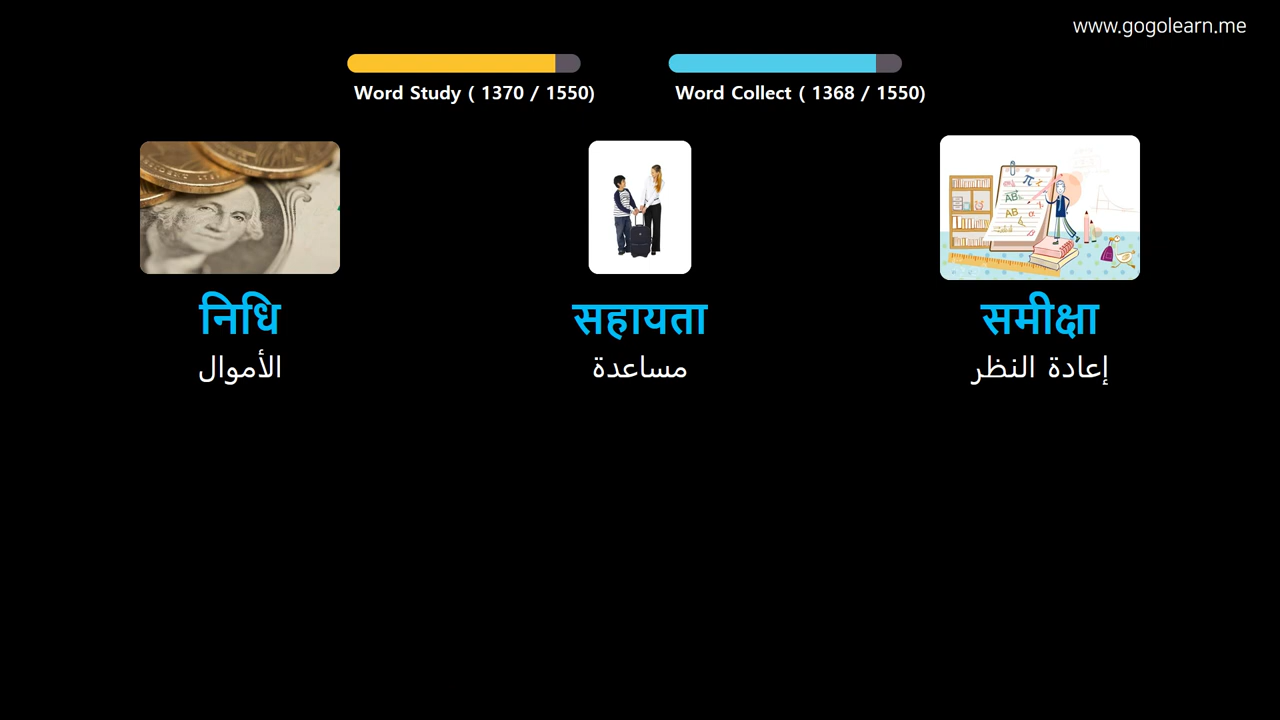 www.gogolearn.me
Word Study ( 1370 / 1550)
Word Collect ( 1368 / 1550)
निधि
सहायता
समीक्षा
الأموال
مساعدة
إعادة النظر